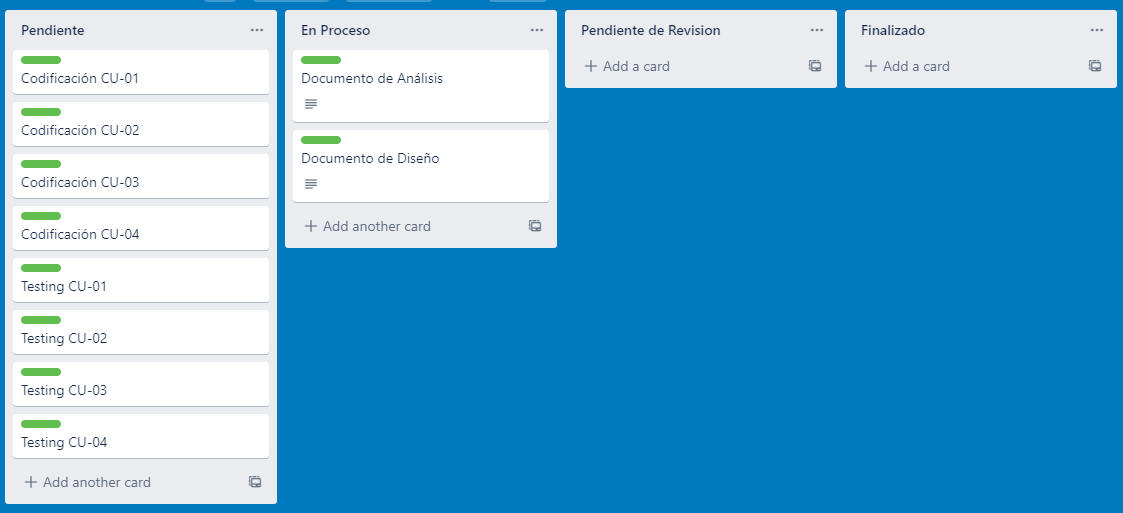 Pendiente
Codificación CU-01
Codificación CU-02
Codificación CU-03
Codificación CU-04
Testing CU-01
Testing CU-02
Testing CU-03
Testing CU-04
Add another card
En Proceso
Documento de Análisis
Documento de Diseño
Add another card
Pendiente de Revision
Add a card
Finalizado
Add a card